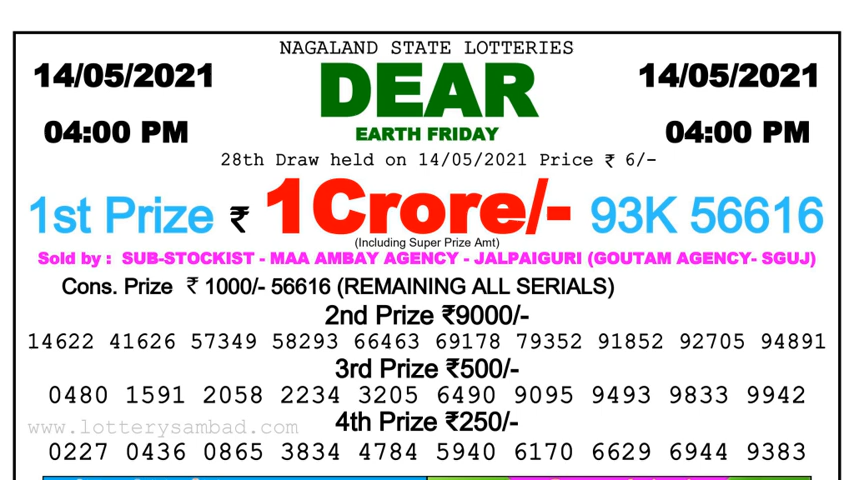 NAGALAND STATE LOTTERIES
14/05/2021 DEAR 14/05/2021
04:00 PM EARTH FRIDAY 04:00 PM
28th Draw held on 14/05/2021 Price ₹ 6/-
1st Prize ₹ 1Crore/- 93K 56616
(Including Super Prize Amt)
Sold by : SUB-STOCKIST - MAA AMBAY AGENCY - JALPAIGURI (GOUTAM AGENCY- SGUJ)
Cons. Prize ₹ 1000/- 56616 (REMAINING ALL SERIALS)
2nd Prize ₹9000/-
14622 41626 57349 58293 66463 69178 79352 91852 92705 94891
3rd Prize ₹500/-
0480 1591 2058 2234 3205 6490 9095 9493 9833 9942
www.lotterysambad.com
4th Prize ₹250/-
0227 0436 0865 3834 4784 5940 6170 6629 6944 9383